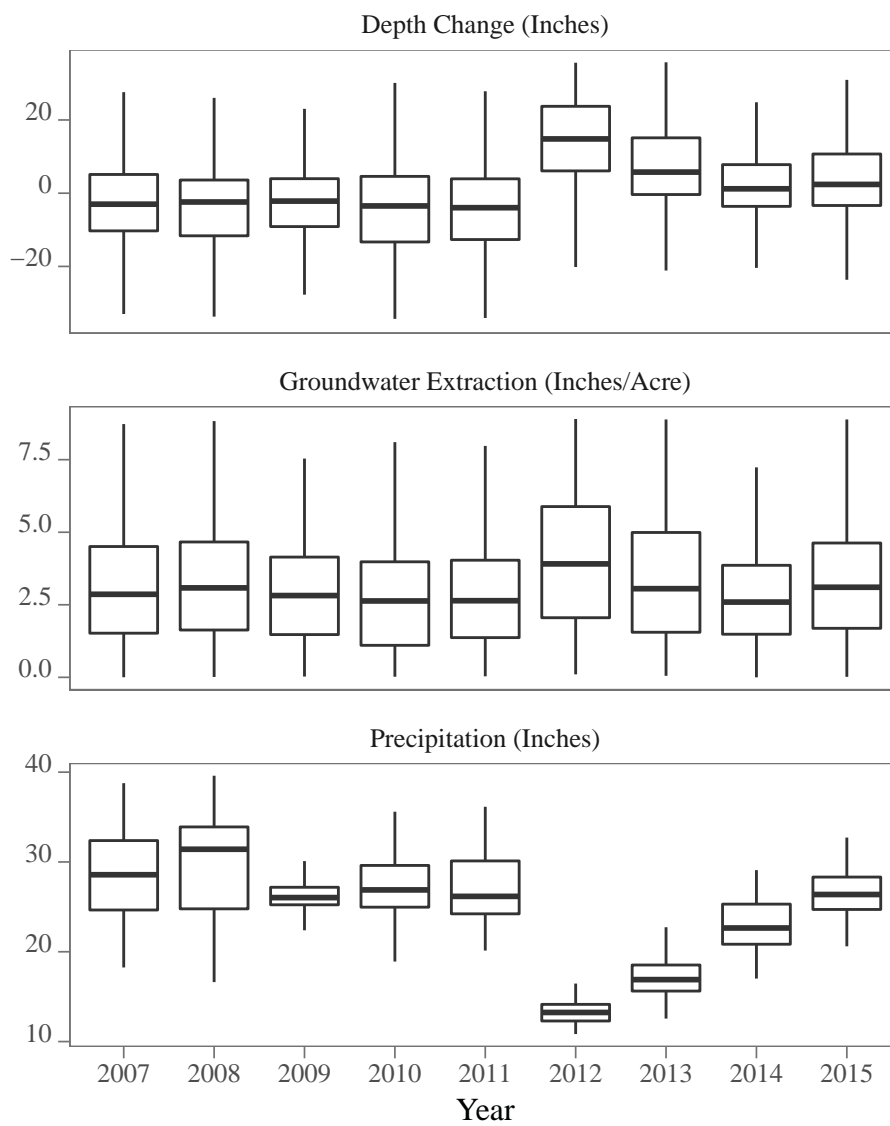 Depth Change (Inches)
20
0
−20
Groundwater Extraction (Inches/Acre)
7.5
5.0
2.5
0.0
Precipitation (Inches)
40
30
20
10
2007 2008 2009 2010 2011 2012 2013 2014 2015
Year